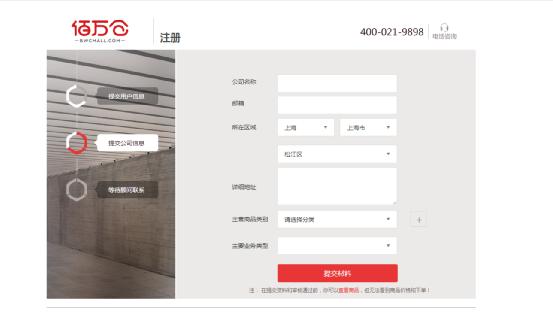 佰万仓
BWCMALL.COM
注册
400-021-9898
电话咨询
提交用户信息
提交公司信息
等待顾问联系
公司名称
邮箱
所在区域
上海
上海市
松江区
详细地址
主营商品类别
请选择分类
+
主要业务类型
提交材料
注： 在提交资料和审核通过前，你可以查看商品，但无法看到商品价格和下单！